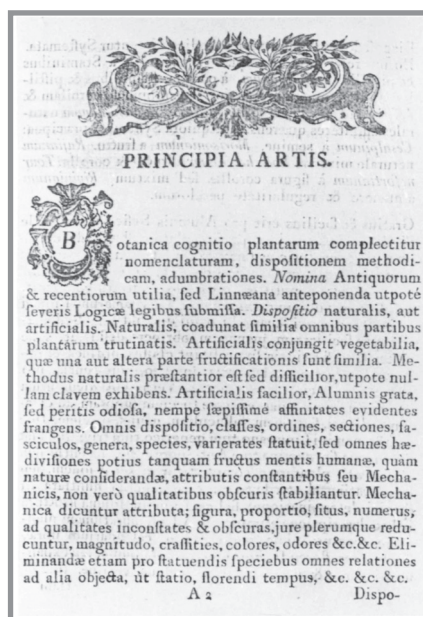 PRINCIPIA ARTIS.
Botanica cognitio plantarum complectitur
nomenclaturam, dispositionem methodi-
cam, adumbrationes. Nomina Antiquorum
& recentiorum utilia, sed Linnæana anteponenda utpoté
severis Logicæ legibus submissa. Dispositio naturalis, aut
artificialis. Naturalis, coadunat similia omnibus partibus
plantarum trutinatis. Artificialis conjungit vegetabilia,
quæ una aut altera parte fructificationis sunt similia. Me-
thodus naturalis præstantior est sed difficilior, utpote nul-
lam clavem exhibens. Artificialis facilior, Alumnis grata,
sed peritis odiosa, nempe sæpissimé affinitates evidentes
frangens. Omnis dispositio, classes, ordines, sectiones, fa-
sciculos, genera, species, varierates statuit, sed omnes hæ-
divisiones potius tanquam fructus mentis humanæ, quàm
naturæ considerandæ, attributis constantibus seu Mecha-
nicis, non verò qualitatibus obscuris stabiliantur. Mecha-
nica dicuntur attributa; figura, proportio, situs, numerus,
ad qualitates inconstates & obscuras, jure plerumque redu-
cuntur, magnitudo, crassities, colores, odores &c. &c. Eli-
minandæ etiam pro statuendis speciebus omnes relationes
ad alia objecta, ùt statio, florendi tempus, &c. &c. &c.
A 2 Dispo-